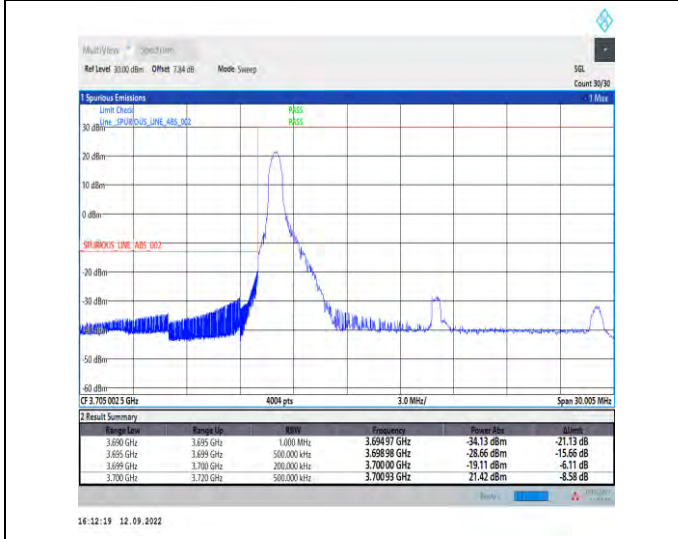 MultiView Spectrum
Ref Level 30.00 dBm Offset 7.84 dB Mode Sweep SGL
Count 30/30
1 Spurious Emissions 1 Max
Limit Check PASS
Line _SPURIOUS_LINE_ABS_002 PASS
30 dBm
20 dBm
10 dBm
0 dBm
_SPURIOUS_LINE_ABS_002
-20 dBm
-30 dBm
-50 dBm
-60 dBm
CF 3.705 002 5 GHz 4004 pts 3.0 MHz/ Span 30.005 MHz
2 Result Summary
Range Low Range Up RBW Frequency Power Abs ΔLimit
3.690 GHz 3.695 GHz 1.000 MHz 3.694 97 GHz -34.13 dBm -21.13 dB
3.695 GHz 3.699 GHz 500.000 kHz 3.698 98 GHz -28.66 dBm -15.66 dB
3.699 GHz 3.700 GHz 200.000 kHz 3.700 00 GHz -19.11 dBm -6.11 dB
3.700 GHz 3.720 GHz 500.000 kHz 3.700 93 GHz 21.42 dBm -8.58 dB
16:12:19 12.09.2022